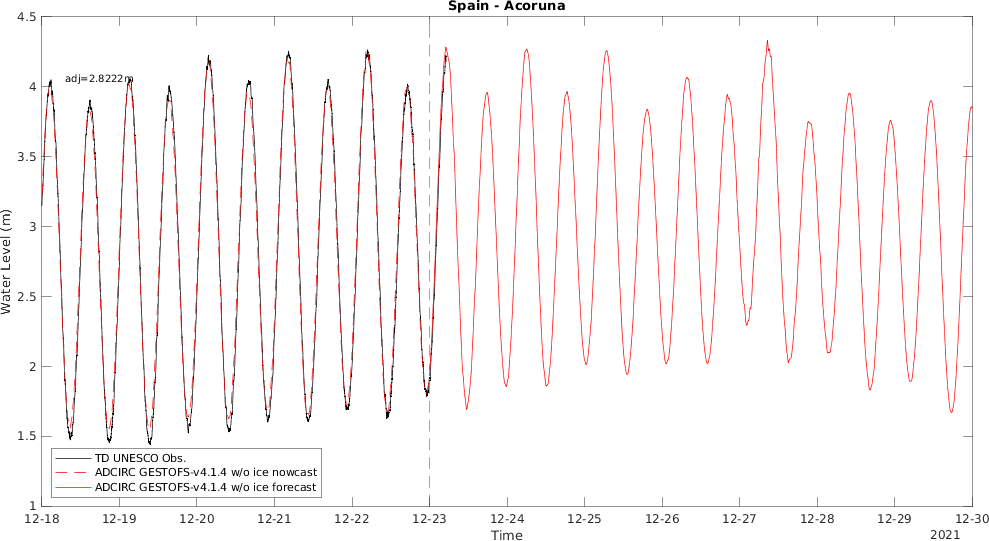 Spain - Acoruna
4.5
4
3.5
3
2.5
2
1.5
1
Water Level (m)
adj=2.8222m
TD UNESCO Obs.
ADCIRC GESTOFS-v4.1.4 w/o ice nowcast
ADCIRC GESTOFS-v4.1.4 w/o ice forecast
12-18 12-19 12-20 12-21 12-22 12-23 12-24 12-25 12-26 12-27 12-28 12-29 12-30
Time
2021